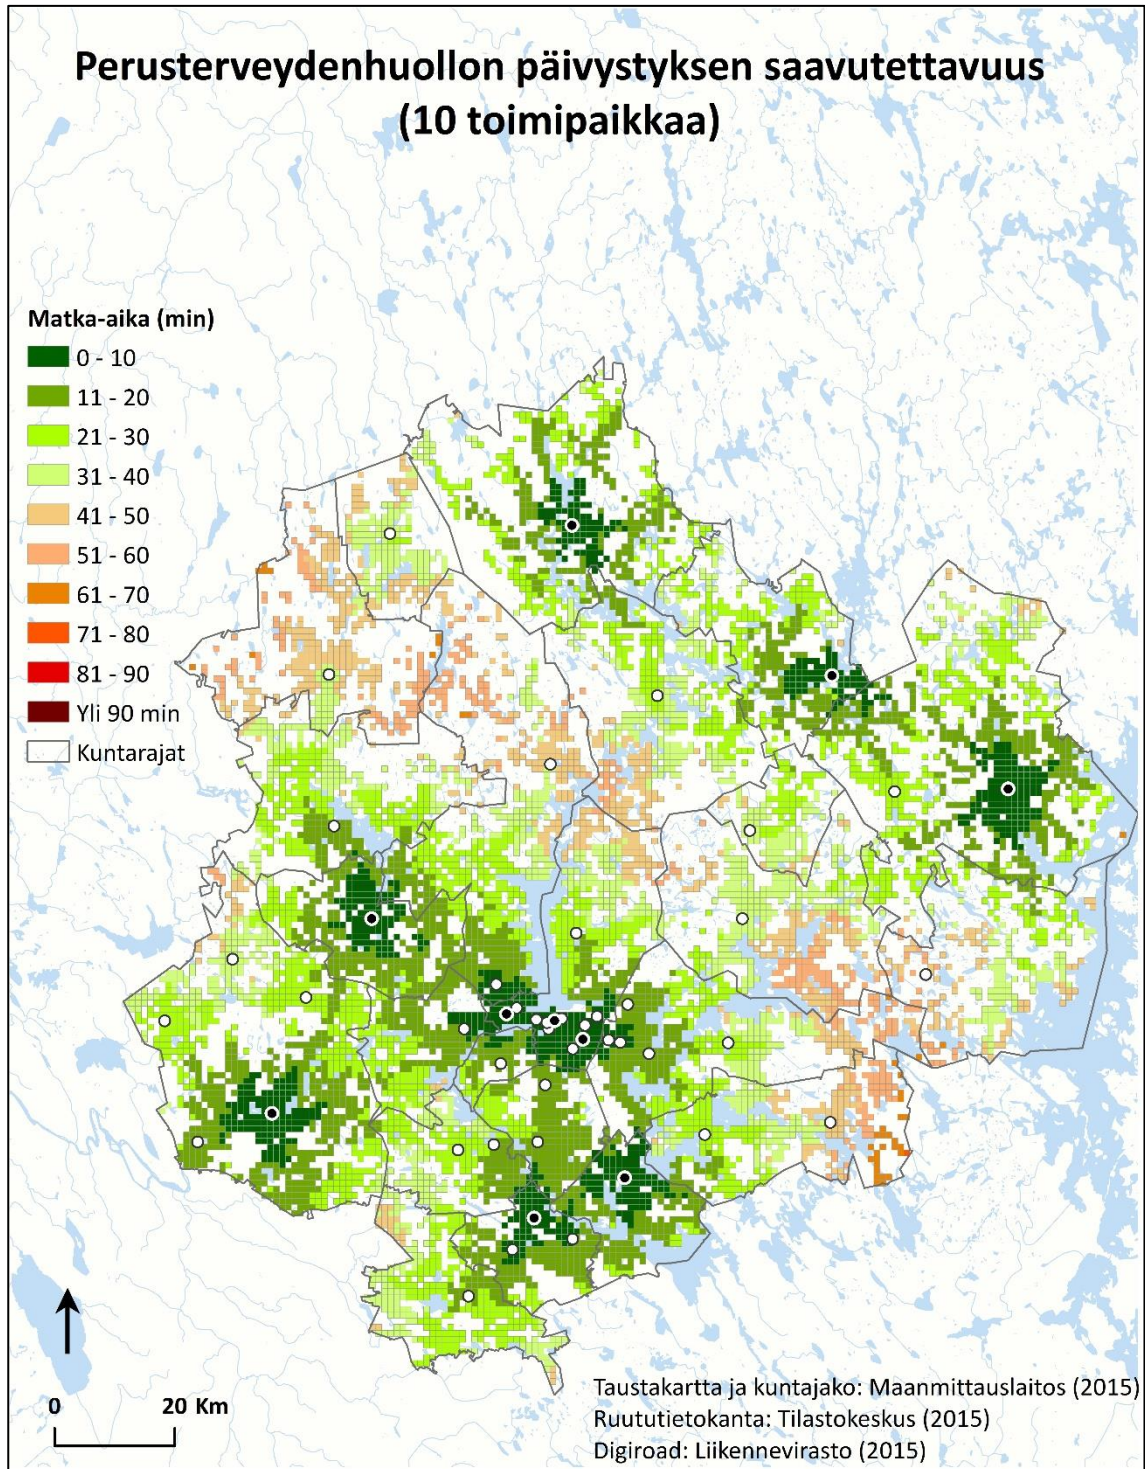 Perusterveydenhuollon päivystyksen saavutettavuus
(10 toimipaikkaa)
Matka-aika (min)
0 - 10
11 - 20
21 - 30
31 - 40
41 - 50
51 - 60
61 - 70
71 - 80
81 - 90
Yli 90 min
Kuntarajat
0 20 Km
Taustakartta ja kuntajako: Maanmittauslaitos (2015)
Ruututietokanta: Tilastokeskus (2015)
Digiroad: Liikennevirasto (2015)